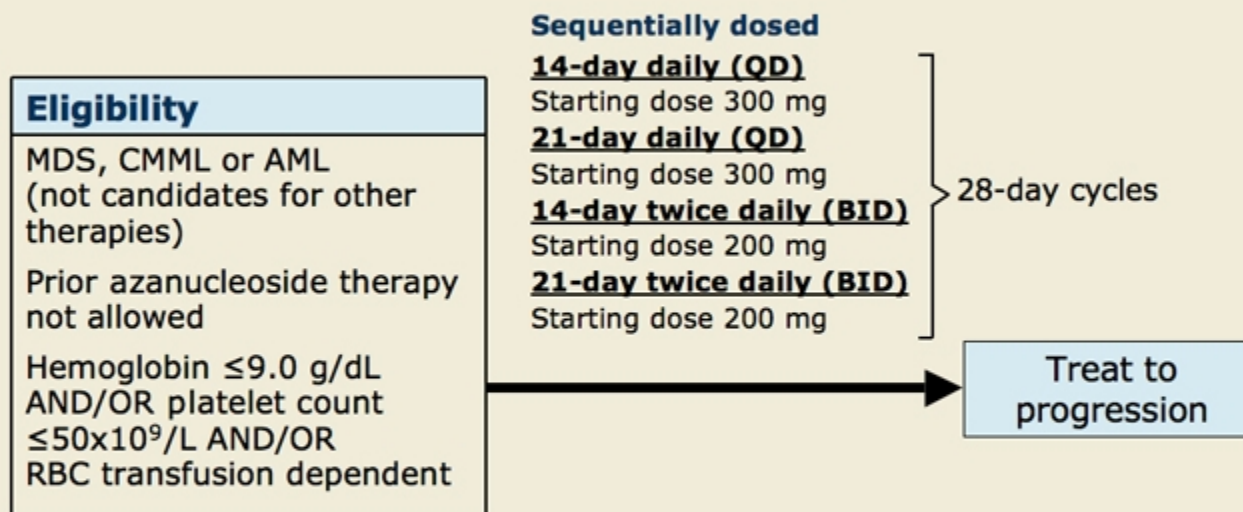 Eligibility
MDS, CMML or AML
(not candidates for other
therapies)
Prior azanucleoside therapy
not allowed
Hemoglobin ≤9.0 g/dL
AND/OR platelet count
≤50x10⁹/L AND/OR
RBC transfusion dependent
Sequentially dosed
14-day daily (QD)
Starting dose 300 mg
21-day daily (QD)
Starting dose 300 mg
14-day twice daily (BID)
Starting dose 200 mg
21-day twice daily (BID)
Starting dose 200 mg
28-day cycles
Treat to
progression